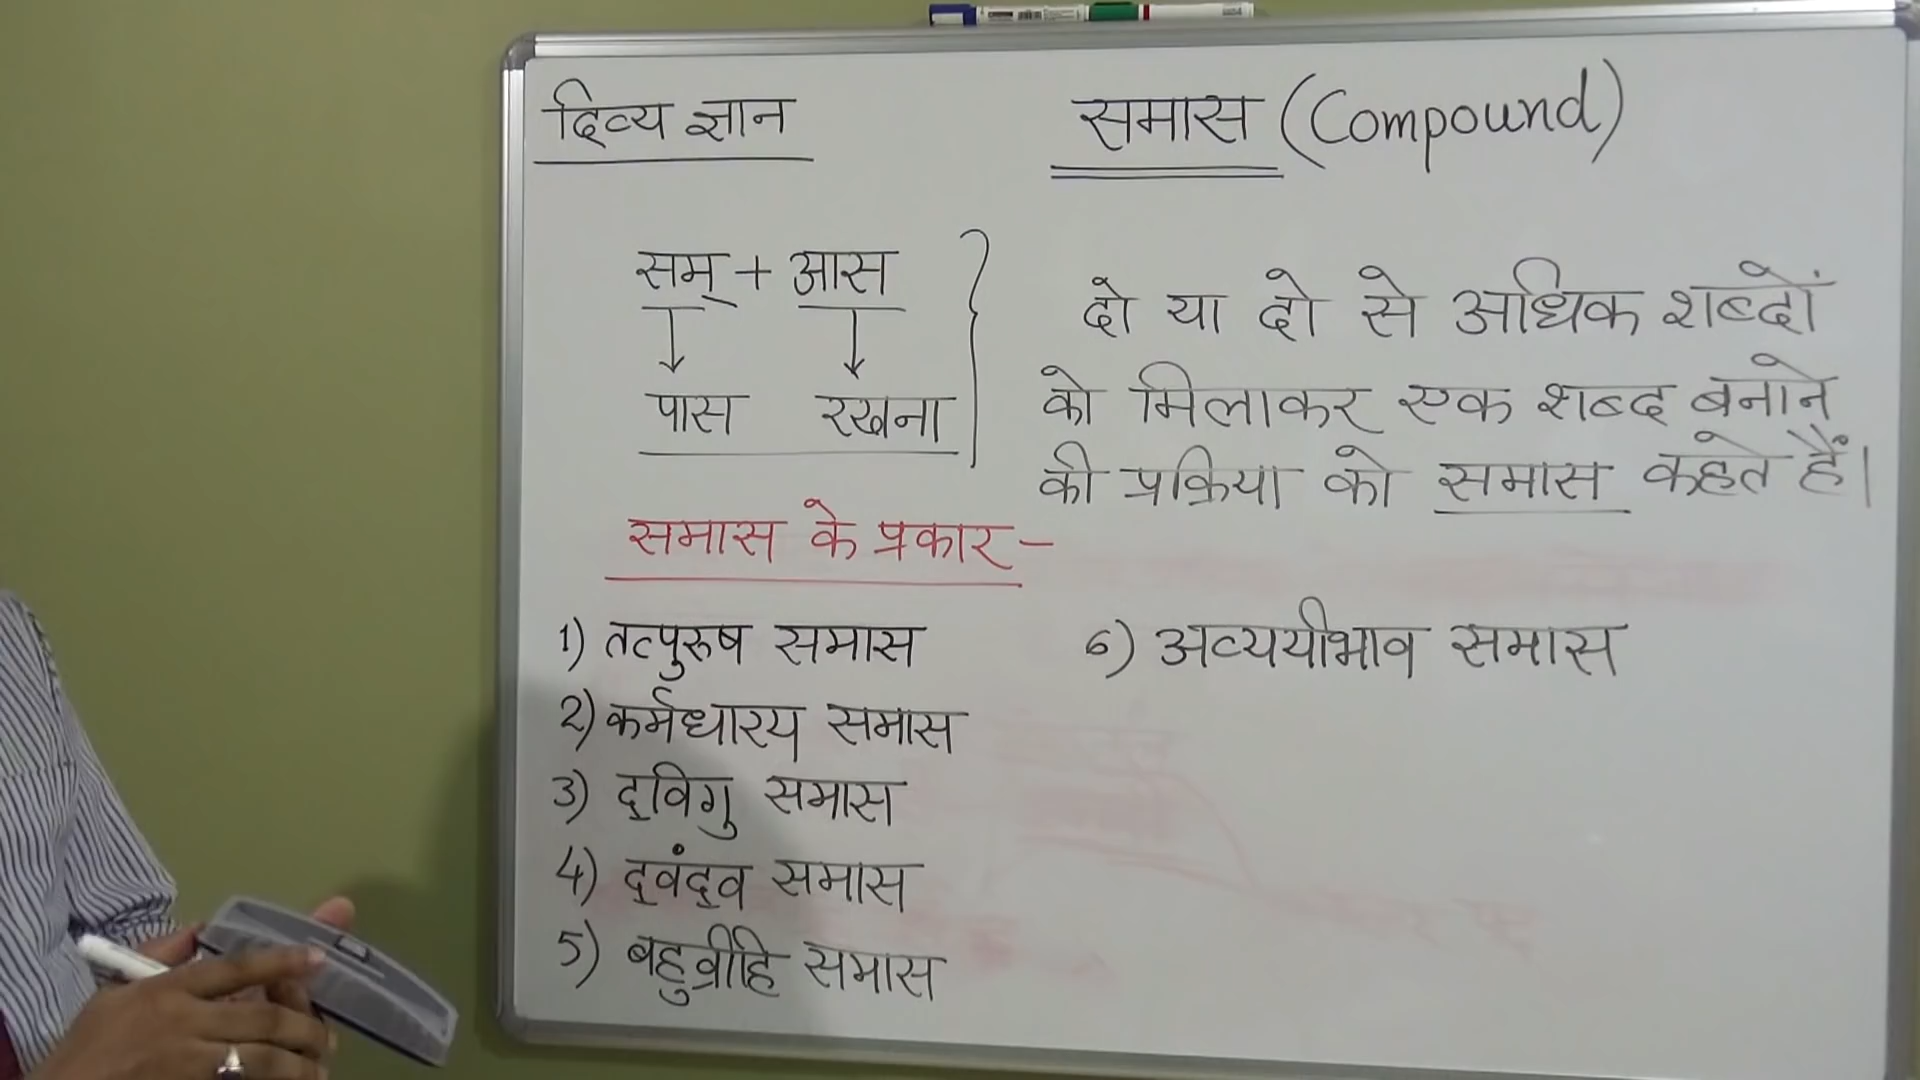 दिव्य ज्ञान
समास (Compound)
सम् + आस
पास रखना
दो या दो से अधिक शब्दों
को मिलाकर एक शब्द बनाने
की प्रक्रिया को समास कहते हैं।
समास के प्रकार -
1) तत्पुरुष समास
2) कर्मधारय समास
3) द्विगु समास
4) द्वंद्व समास
5) बहुव्रीहि समास
6) अव्ययीभाव समास